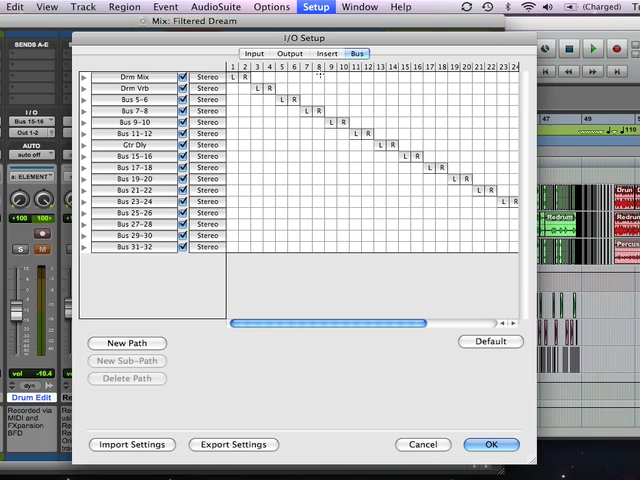 Edit View Track Region Event AudioSuite Options Setup Window Marketplace Help (Charged)
Mix: Filtered Dream
I/O Setup
Input Output Insert Bus
1 2 3 4 5 6 7 8 9 10 11 12 13 14 15 16 17 18 19 20 21 22 23 24
Drm Mix Stereo L R
Drm Vrb Stereo L R
Bus 5-6 Stereo L R
Bus 7-8 Stereo L R
Bus 9-10 Stereo L R
Bus 11-12 Stereo L R
Gtr Dly Stereo L R
Bus 15-16 Stereo L R
Bus 17-18 Stereo L R
Bus 19-20 Stereo L R
Bus 21-22 Stereo L R
Bus 23-24 Stereo L R
Bus 25-26 Stereo
Bus 27-28 Stereo
Bus 29-30 Stereo
Bus 31-32 Stereo
New Path
New Sub-Path
Delete Path
Default
Import Settings Export Settings Cancel OK
SENDS A-E
I/O
Bus 15-16
Out 1-2
AUTO
auto off
a: ELEMENT
+100 100+
S M
vol -10.4
dyn
Drum Edit
Recorded via
MIDI and
FXpansion
BFD
47 49
110
Drun
Redrum
Redrum
Percus